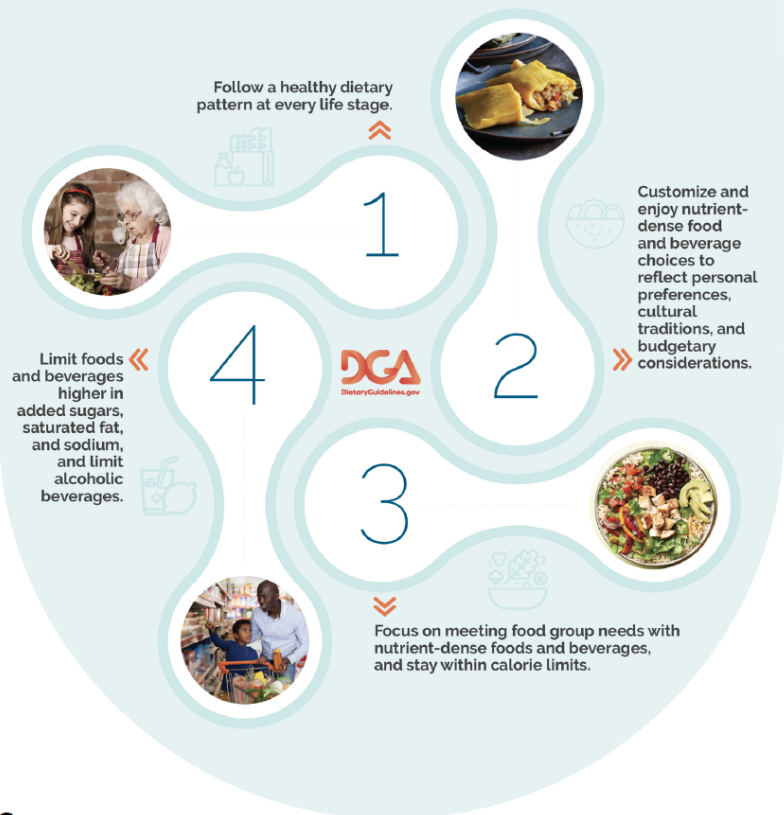 Follow a healthy dietary
pattern at every life stage.
1
Customize and
enjoy nutrient-
dense food
and beverage
choices to
reflect personal
preferences,
cultural
traditions, and
budgetary
considerations.
2
4
DGA
DietaryGuidelines.gov
Limit foods
and beverages
higher in
added sugars,
saturated fat,
and sodium,
and limit
alcoholic
beverages.
3
Focus on meeting food group needs with
nutrient-dense foods and beverages,
and stay within calorie limits.